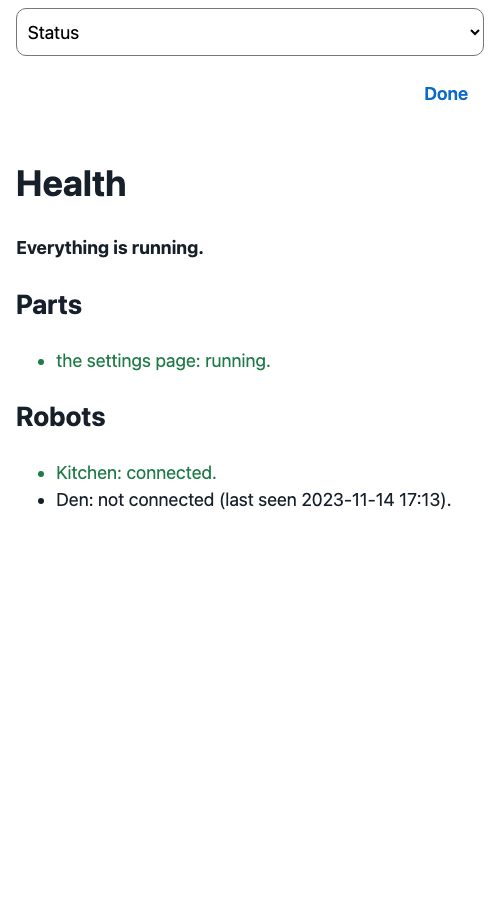 Status
Done
Health
Everything is running.
Parts
the settings page: running.
Robots
Kitchen: connected.
Den: not connected (last seen 2023-11-14 17:13).